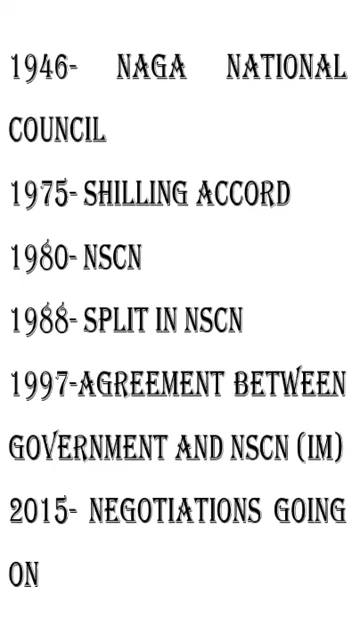 1946- NAGA NATIONAL
COUNCIL
1975- SHILLING ACCORD
1980- NSCN
1988- SPLIT IN NSCN
1997-AGREEMENT BETWEEN
GOVERNMENT AND NSCN (IM)
2015- NEGOTIATIONS GOING
ON